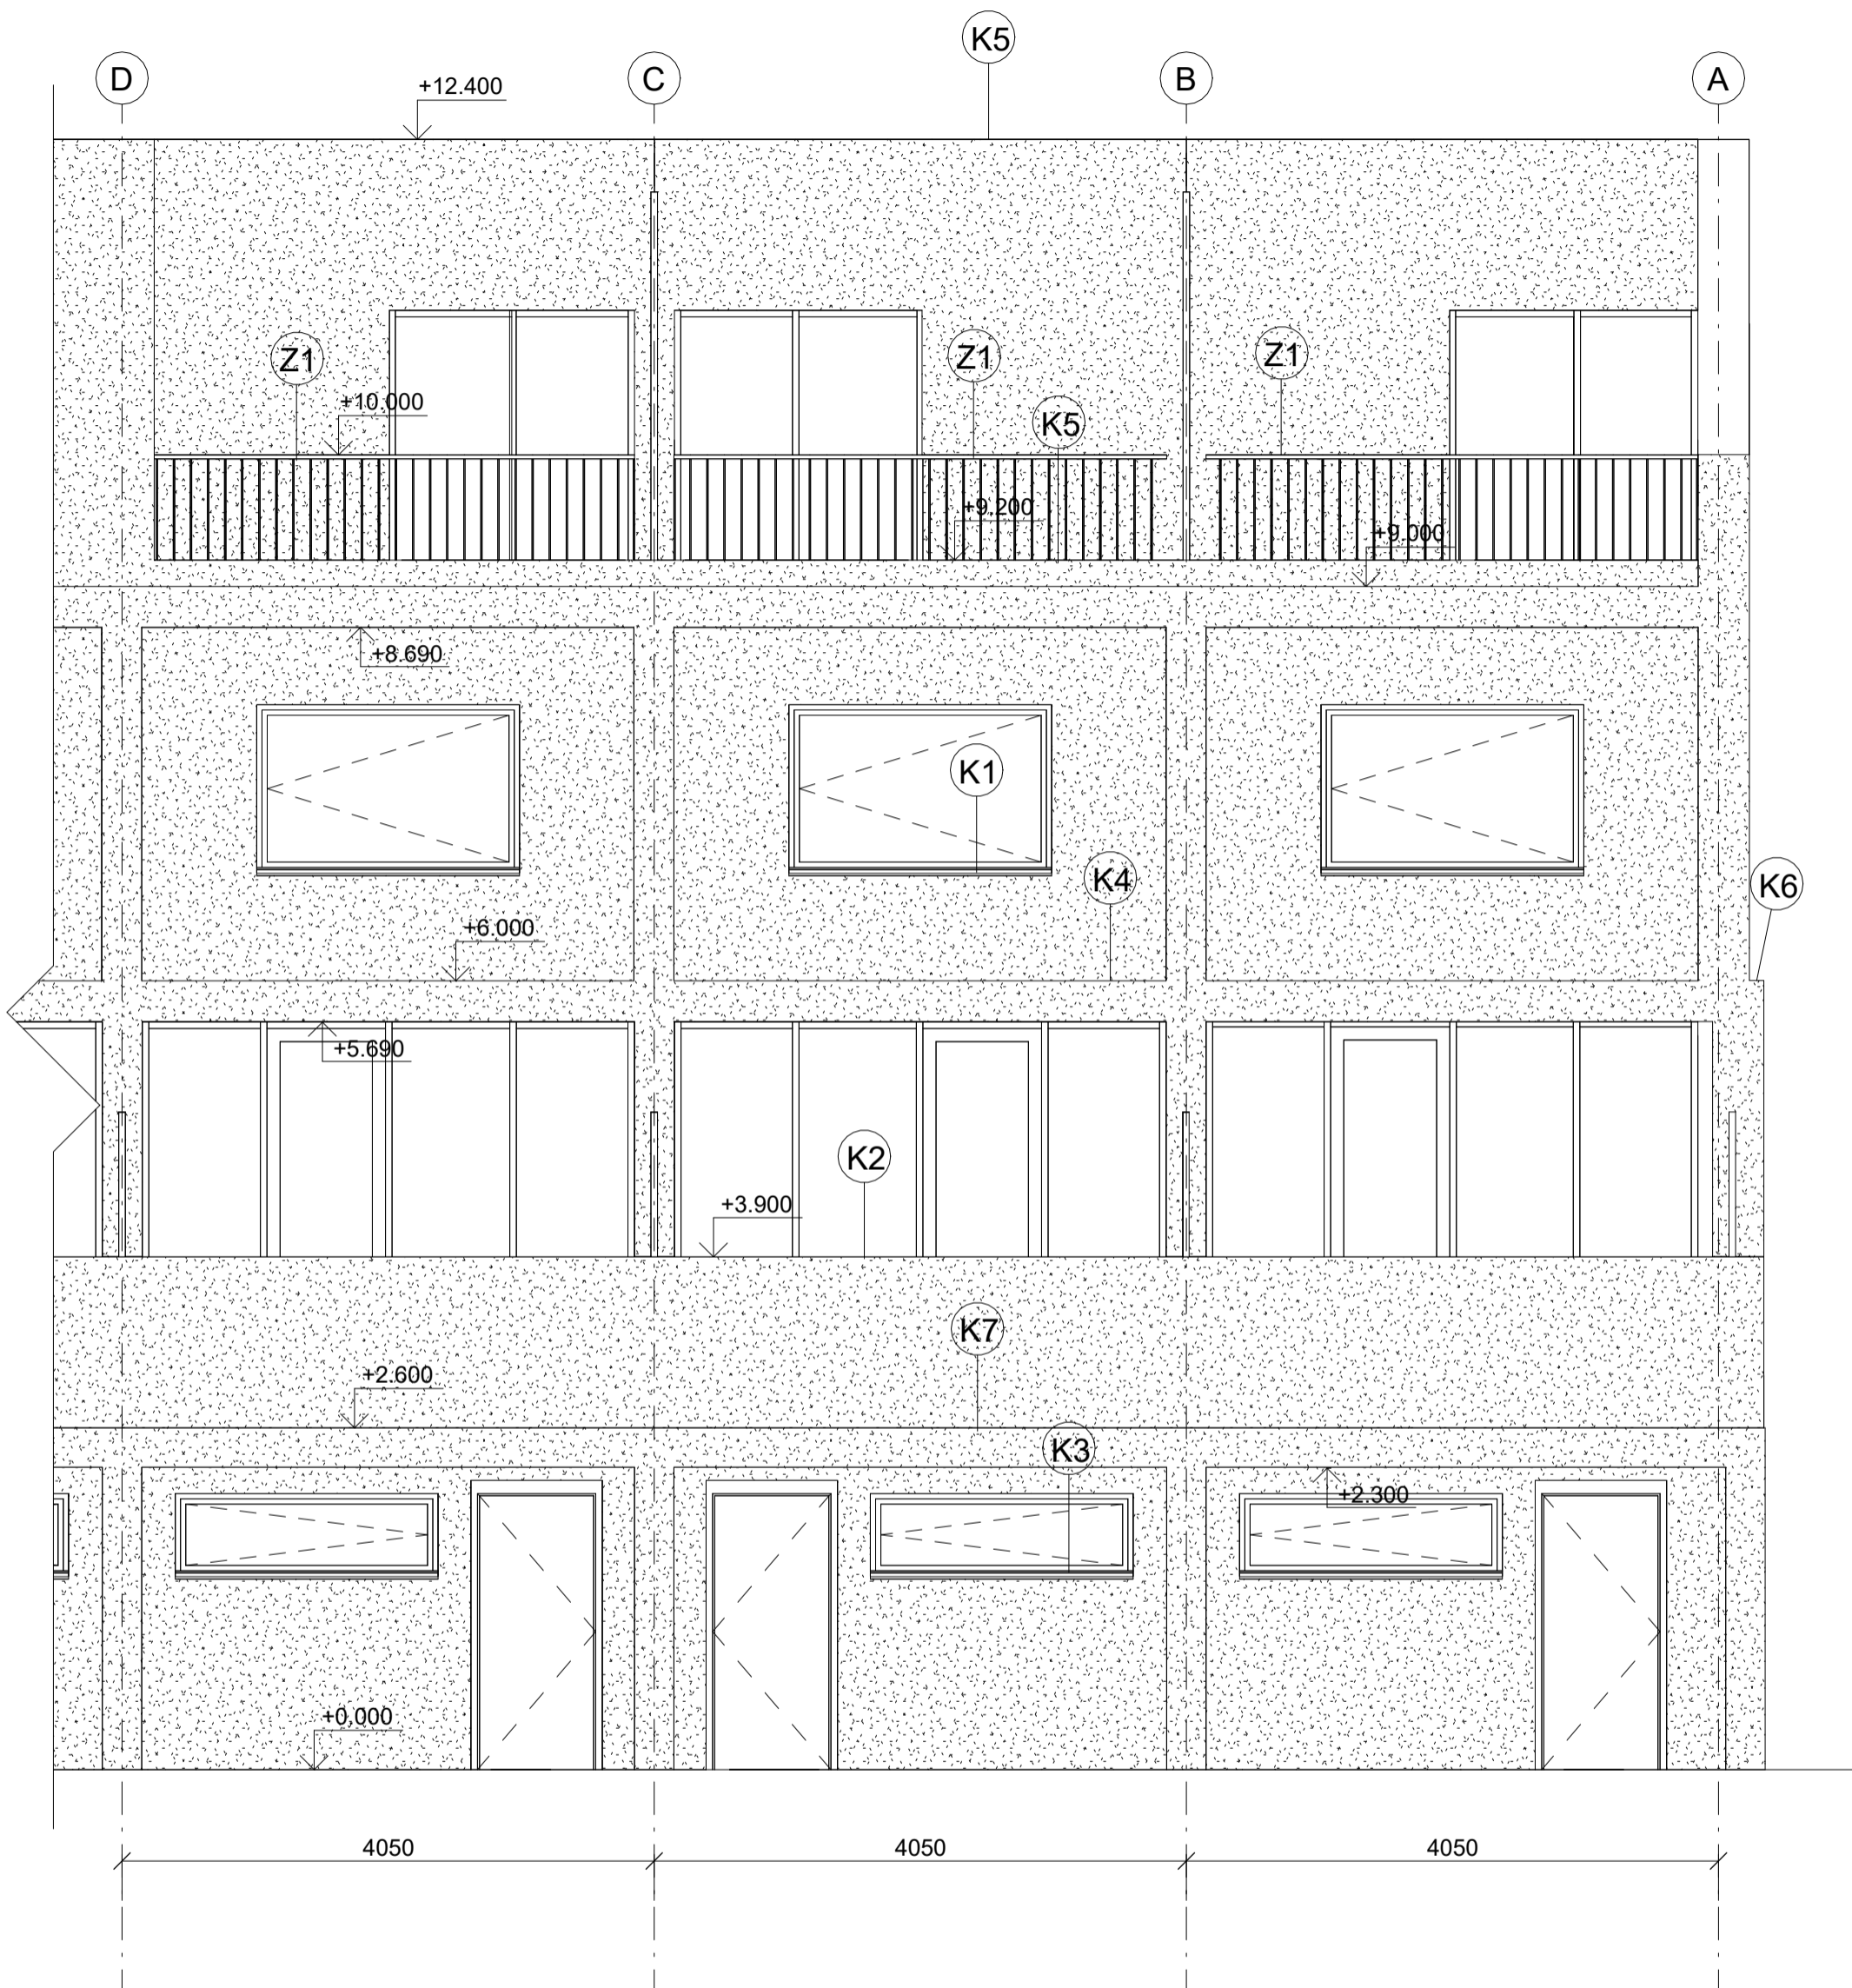 K5
D
C
B
A
+12.400
Z1
Z1
Z1
+10.000
K5
+9.200
+9.000
+8.690
K1
K4
K6
+6.000
+5.690
K2
+3.900
K7
+2.600
K3
+2.300
+0.000
4050
4050
4050